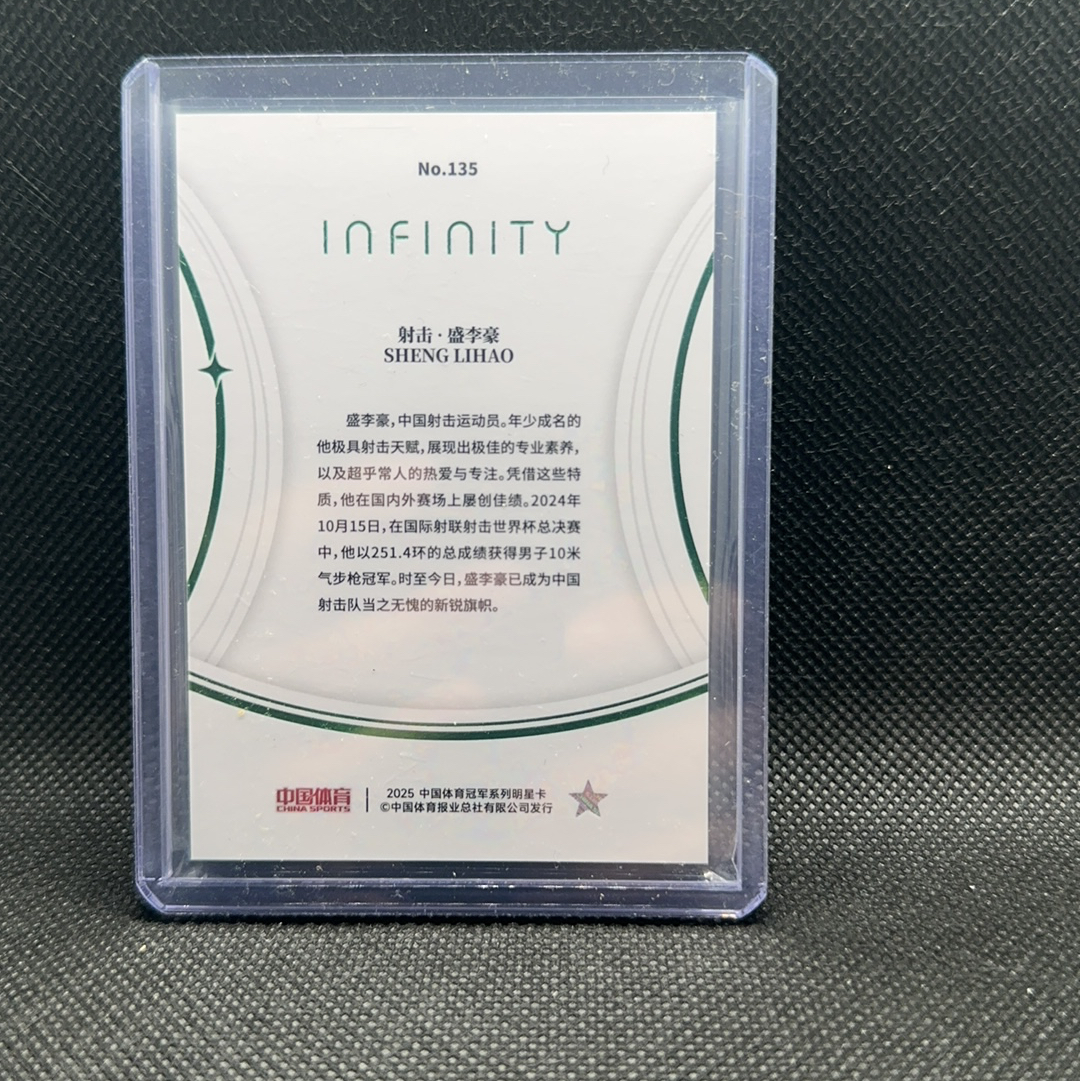 No.135
INFINITY
射击·盛李豪
SHENG LIHAO
盛李豪,中国射击运动员。年少成名的
他极具射击天赋,展现出极佳的专业素养,
以及超乎常人的热爱与专注。凭借这些特
质,他在国内外赛场上屡创佳绩。2024年
10月15日,在国际射联射击世界杯总决赛
中,他以251.4环的总成绩获得男子10米
气步枪冠军。时至今日,盛李豪已成为中国
射击队当之无愧的新锐旗帜。
中国体育
CHINA SPORTS
2025 中国体育冠军系列明星卡
©中国体育报业总社有限公司发行